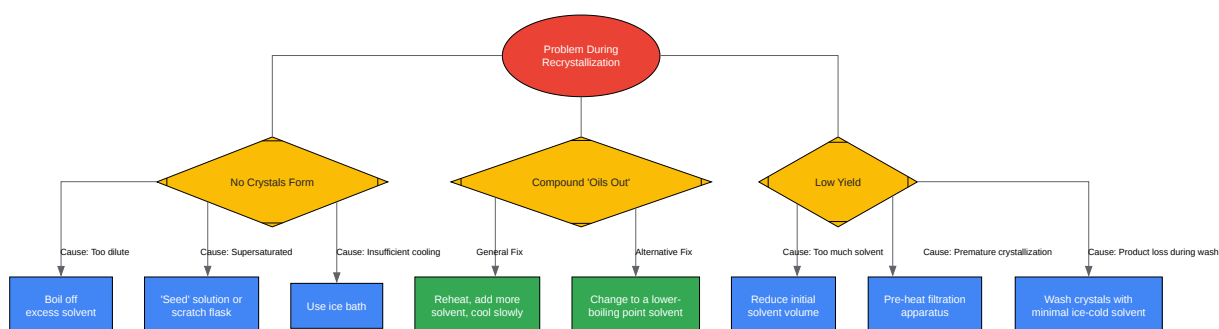 Problem During
Recrystallization
No Crystals Form
Compound 'Oils Out'
Low Yield
Cause: Too dilute
Cause: Supersaturated
Cause: Insufficient cooling
General Fix
Alternative Fix
Cause: Too much solvent
Cause: Premature crystallization
Cause: Product loss during wash
Boil off
excess solvent
'Seed' solution or
scratch flask
Use ice bath
Reheat, add more
solvent, cool slowly
Change to a lower-
boiling point solvent
Reduce initial
solvent volume
Pre-heat filtration
apparatus
Wash crystals with
minimal ice-cold solvent